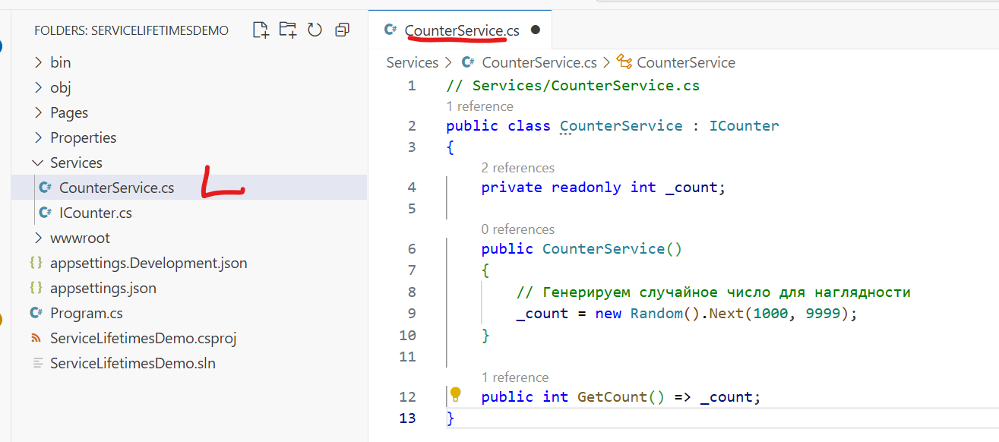 FOLDERS: SERVICELIFETIMESDEMO
bin
obj
Pages
Properties
Services
CounterService.cs
ICounter.cs
wwwroot
{} appsettings.Development.json
{} appsettings.json
Program.cs
ServiceLifetimesDemo.csproj
ServiceLifetimesDemo.sln
C# CounterService.cs ●
Services > C# CounterService.cs > CounterService
1 // Services/CounterService.cs
1 reference
2 public class CounterService : ICounter
3 {
2 references
4 private readonly int _count;
5
0 references
6 public CounterService()
7 {
8 // Генерируем случайное число для наглядности
9 _count = new Random().Next(1000, 9999);
10 }
11
1 reference
12 public int GetCount() => _count;
13 }